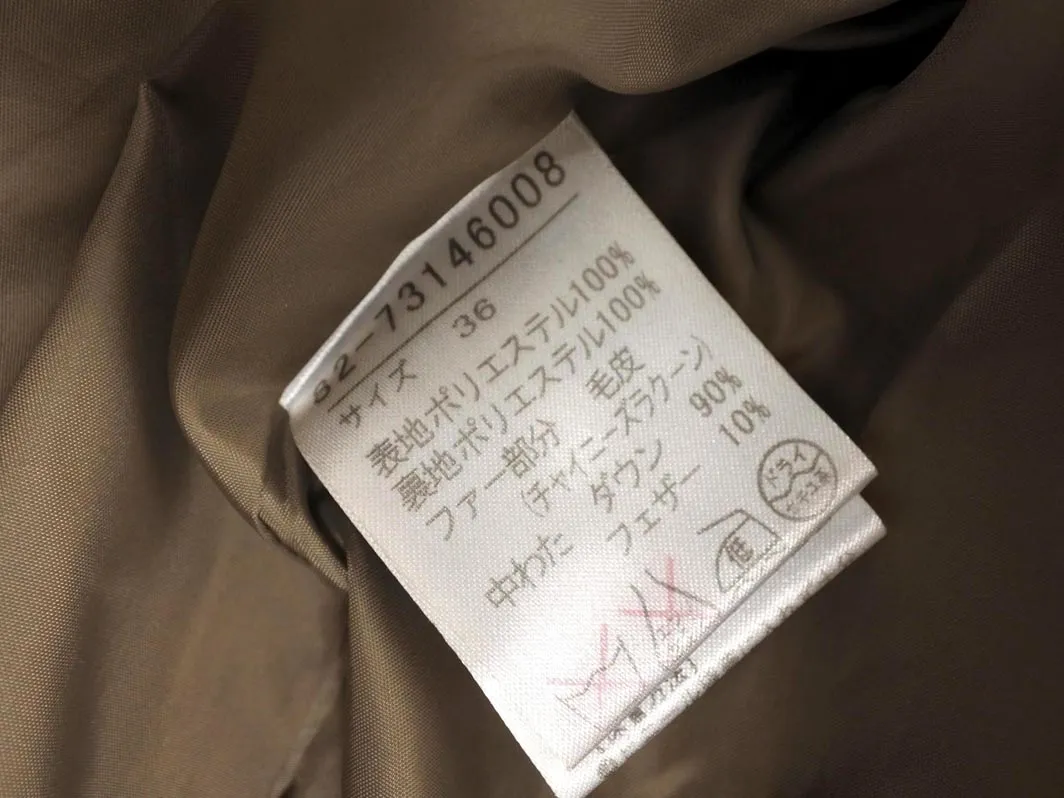 62-73146008
サイズ 36
表地 ポリエステル100%
裏地 ポリエステル100%
ファー部分 毛皮
(チャイニーズラクーン)
中わた ダウン 90%
フェザー 10%
ドライ
低